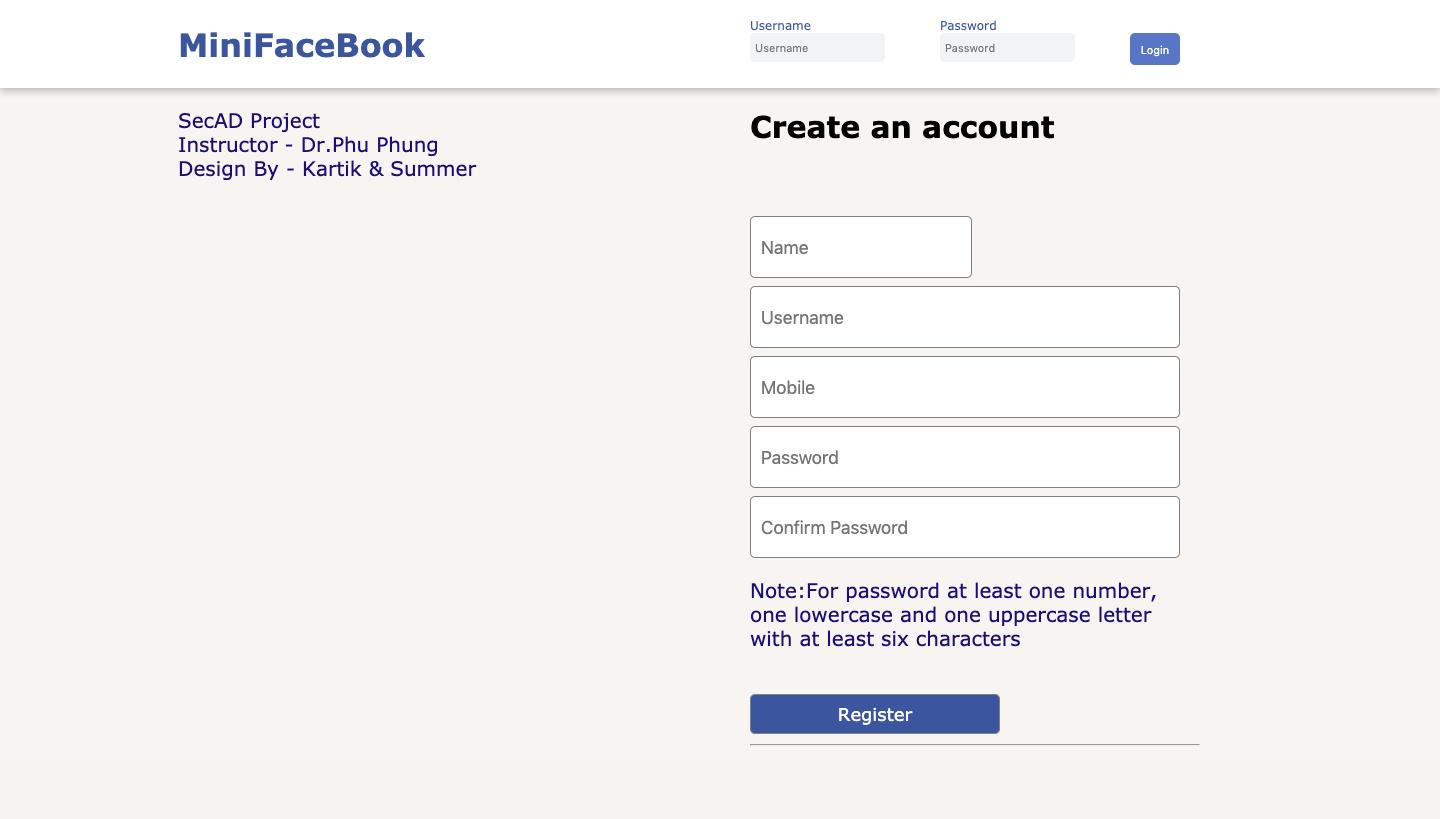 MiniFaceBook
Username
Password
Username
Password
Login
SecAD Project
Instructor - Dr.Phu Phung
Design By - Kartik & Summer
Create an account
Name
Username
Mobile
Password
Confirm Password
Note:For password at least one number,
one lowercase and one uppercase letter
with at least six characters
Register